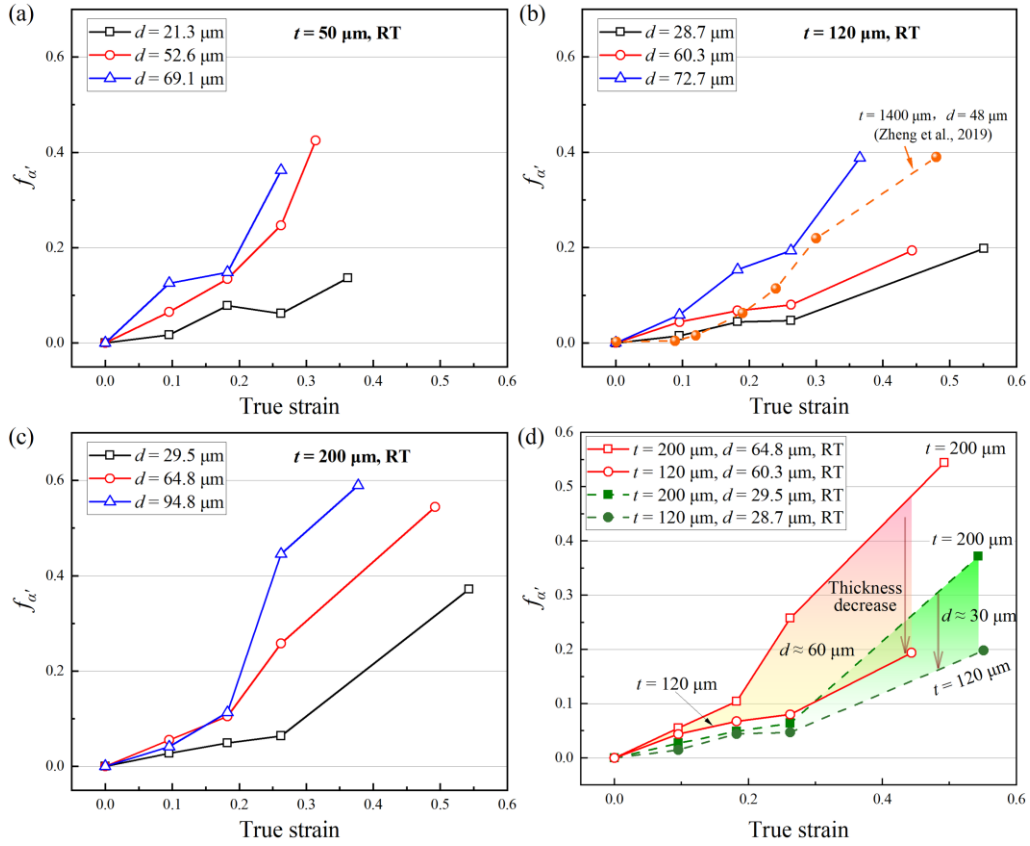 (a)
d = 21.3 μm
d = 52.6 μm
d = 69.1 μm
t = 50 μm, RT
0.6
0.4
0.2
0.0
fα′
0.0 0.1 0.2 0.3 0.4 0.5 0.6
True strain
(b)
d = 28.7 μm
d = 60.3 μm
d = 72.7 μm
t = 120 μm, RT
t = 1400 μm, d = 48 μm
(Zheng et al., 2019)
0.6
0.4
0.2
0.0
fα′
0.0 0.1 0.2 0.3 0.4 0.5 0.6
True strain
(c)
d = 29.5 μm
d = 64.8 μm
d = 94.8 μm
t = 200 μm, RT
0.6
0.4
0.2
0.0
fα′
0.0 0.1 0.2 0.3 0.4 0.5 0.6
True strain
(d)
t = 200 μm, d = 64.8 μm, RT
t = 120 μm, d = 60.3 μm, RT
t = 200 μm, d = 29.5 μm, RT
t = 120 μm, d = 28.7 μm, RT
t = 200 μm
t = 200 μm
Thickness
decrease
d ≈ 30 μm
d ≈ 60 μm
t = 120 μm
t = 120 μm
0.6
0.5
0.4
0.3
0.2
0.1
0.0
fα′
0.0 0.2 0.4 0.6
True strain